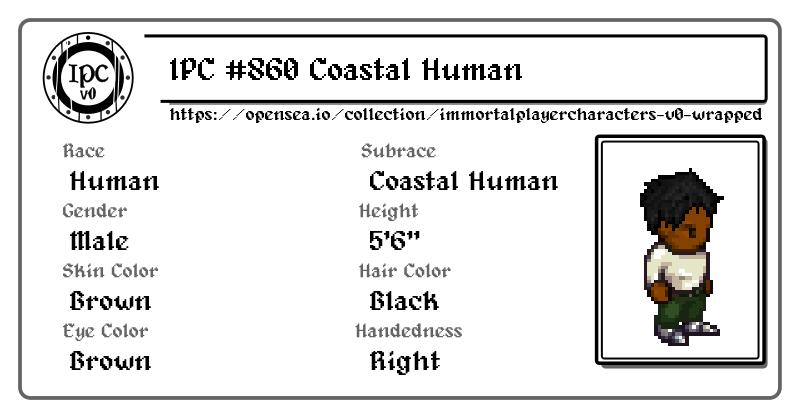 IPC
v0
IPC #860 Coastal Human
https://opensea.io/collection/immortalplayercharacters-v0-wrapped
Race
Human
Subrace
Coastal Human
Gender
Male
Height
5'6"
Skin Color
Brown
Hair Color
Black
Eye Color
Brown
Handedness
Right